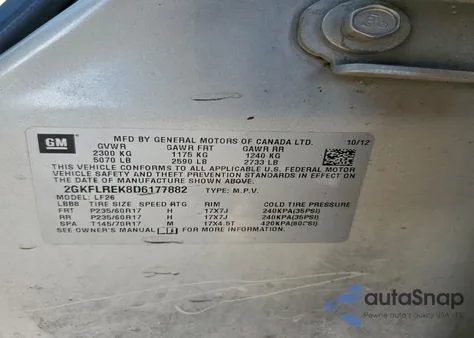 GM
MFD BY GENERAL MOTORS OF CANADA LTD.
10/12
GVWR GAWR FRT GAWR RR
2300 KG 1175 KG 1240 KG
5070 LB 2590 LB 2733 LB
THIS VEHICLE CONFORMS TO ALL APPLICABLE U.S. FEDERAL MOTOR
VEHICLE SAFETY, BUMPER, AND THEFT PREVENTION STANDARDS
IN EFFECT ON THE DATE OF MANUFACTURE SHOWN ABOVE.
2GKFLREK8D6177882 TYPE: M.P.V.
MODEL: LF26
LBB8 TIRE SIZE SPEED RTG RIM COLD TIRE PRESSURE
FRT P235/60R17 H 17X7J 240KPA(35PSI)
RR P235/60R17 H 17X7J 240KPA(35PSI)
SPA T145/70R17 M 17X4.5T 420KPA(60PSI)
SEE OWNER'S MANUAL FOR MORE INFORMATION.
autoSnap